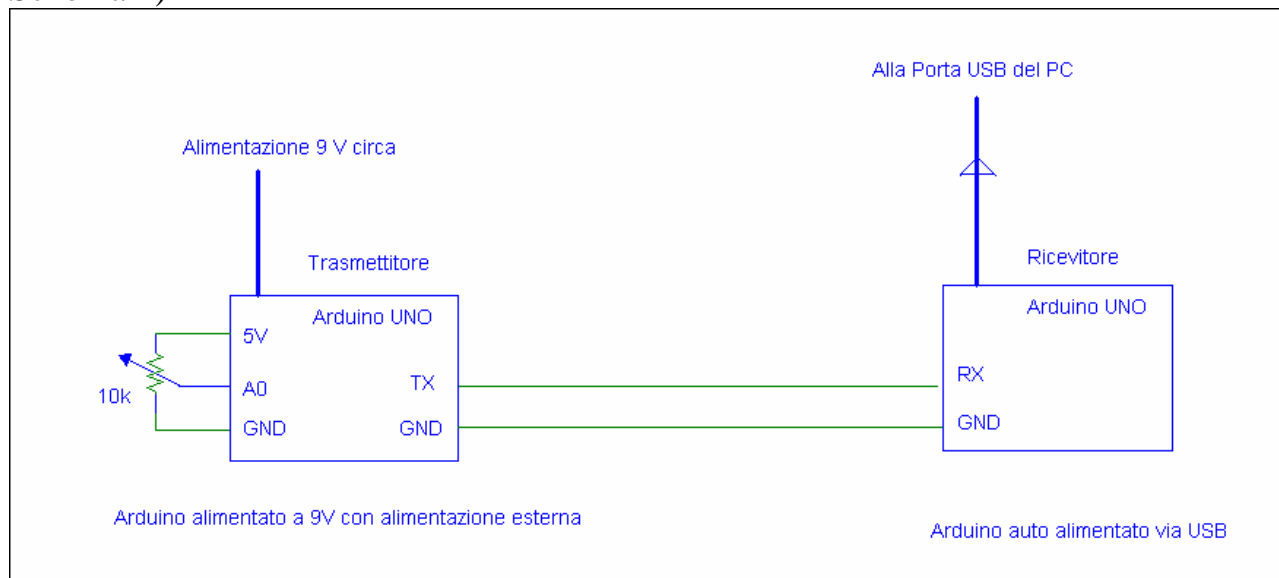 Alla Porta USB del PC
Alimentazione 9 V circa
Trasmettitore
Ricevitore
Arduino UNO
Arduino UNO
5V
A0
GND
10k
TX
GND
RX
GND
Arduino alimentato a 9V con alimentazione esterna
Arduino auto alimentato via USB